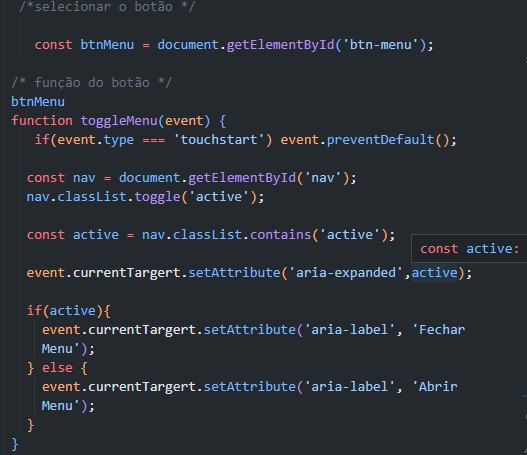 /*selecionar o botão */
const btnMenu = document.getElementById('btn-menu');
/* função do botão */
btnMenu
function toggleMenu(event) {
if(event.type === 'touchstart') event.preventDefault();
const nav = document.getElementById('nav');
nav.classList.toggle('active');
const active = nav.classList.contains('active');
const active:
event.currentTargert.setAttribute('aria-expanded',active);
if(active){
event.currentTargert.setAttribute('aria-label', 'Fechar
Menu');
} else {
event.currentTargert.setAttribute('aria-label', 'Abrir
Menu');
}
}